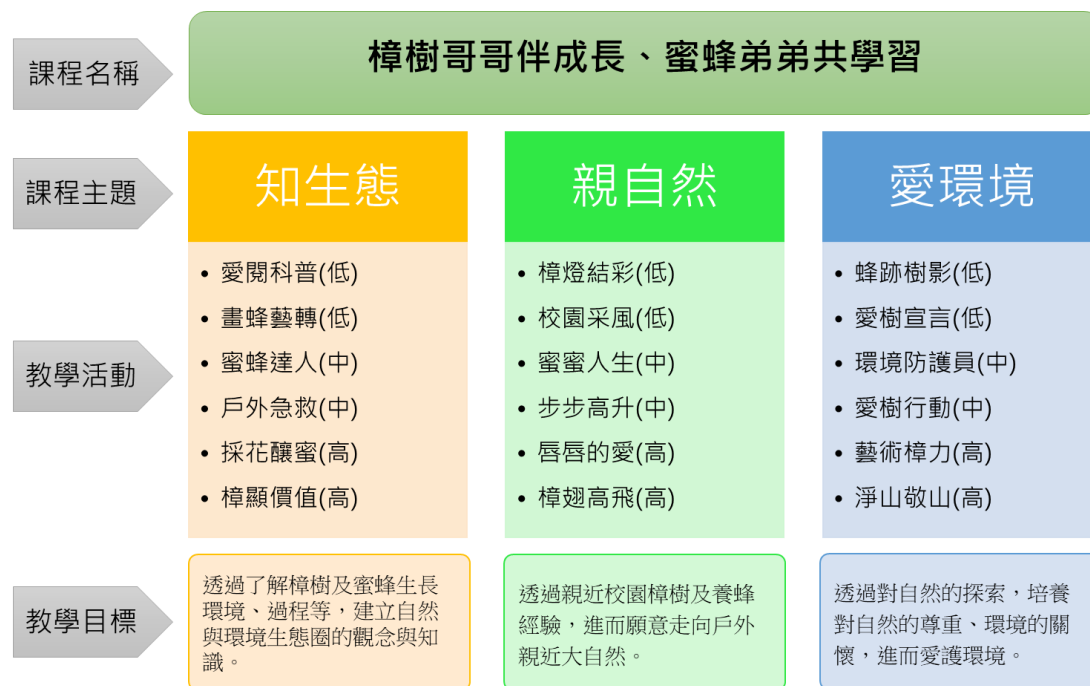 課程名稱
樟樹哥哥伴成長、蜜蜂弟弟共學習
課程主題
知生態
親自然
愛環境
教學活動
• 愛閱科普(低)
• 畫蜂藝轉(低)
• 蜜蜂達人(中)
• 戶外急救(中)
• 採花釀蜜(高)
• 樟顯價值(高)
• 樟燈結彩(低)
• 校園采風(低)
• 蜜蜜人生(中)
• 步步高升(中)
• 唇唇的愛(高)
• 樟翅高飛(高)
• 蜂跡樹影(低)
• 愛樹宣言(低)
• 環境防護員(中)
• 愛樹行動(中)
• 藝術樟力(高)
• 淨山敬山(高)
教學目標
透過了解樟樹及蜜蜂生長
環境、過程等，建立自然
與環境生態圈的觀念與知
識。
透過親近校園樟樹及養蜂
經驗，進而願意走向戶外
親近大自然。
透過對自然的探索，培養
對自然的尊重、環境的關
懷，進而愛護環境。